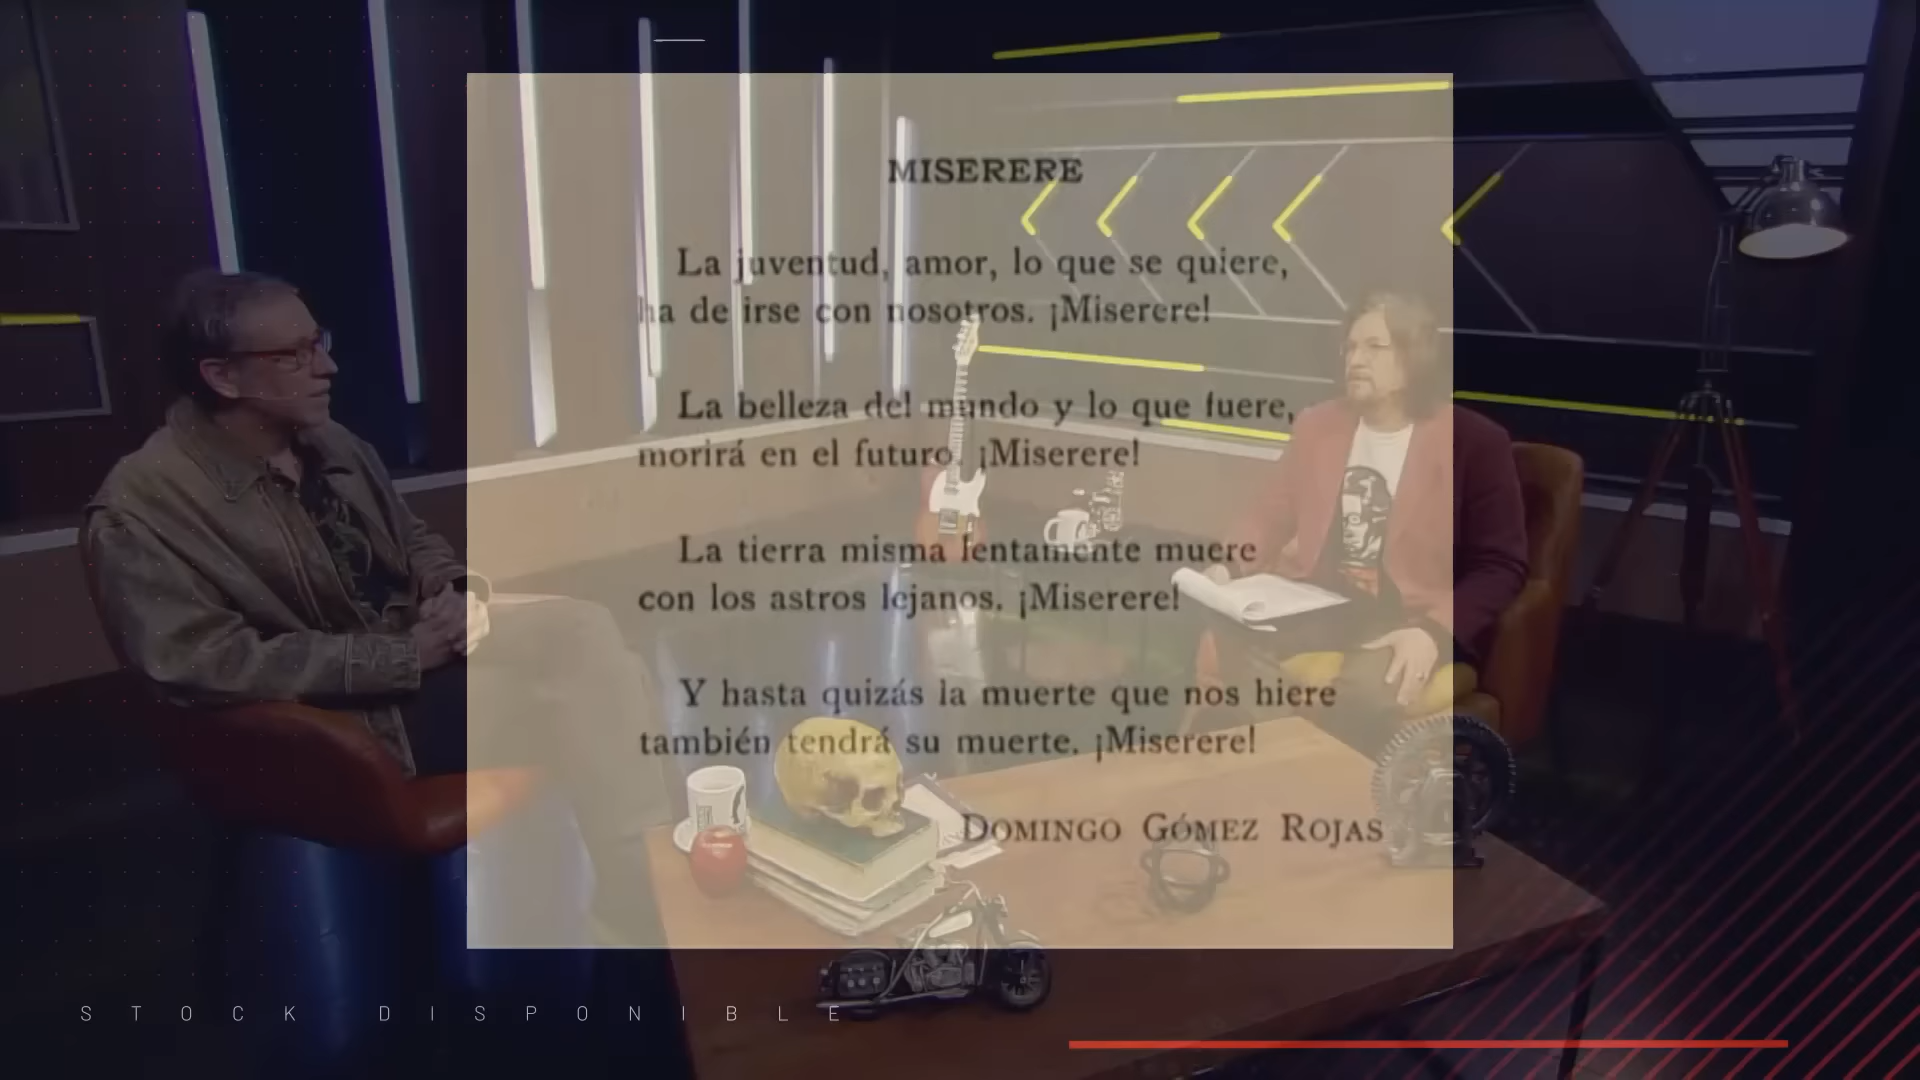 MISERERE
La juventud, amor, lo que se quiere,
ha de irse con nosotros. ¡Miserere!
La belleza del mundo y lo que fuere,
morirá en el futuro. ¡Miserere!
La tierra misma lentamente muere
con los astros lejanos. ¡Miserere!
Y hasta quizás la muerte que nos hiere
también tendrá su muerte. ¡Miserere!
DOMINGO GÓMEZ ROJAS
STOCK DISPONIBLE